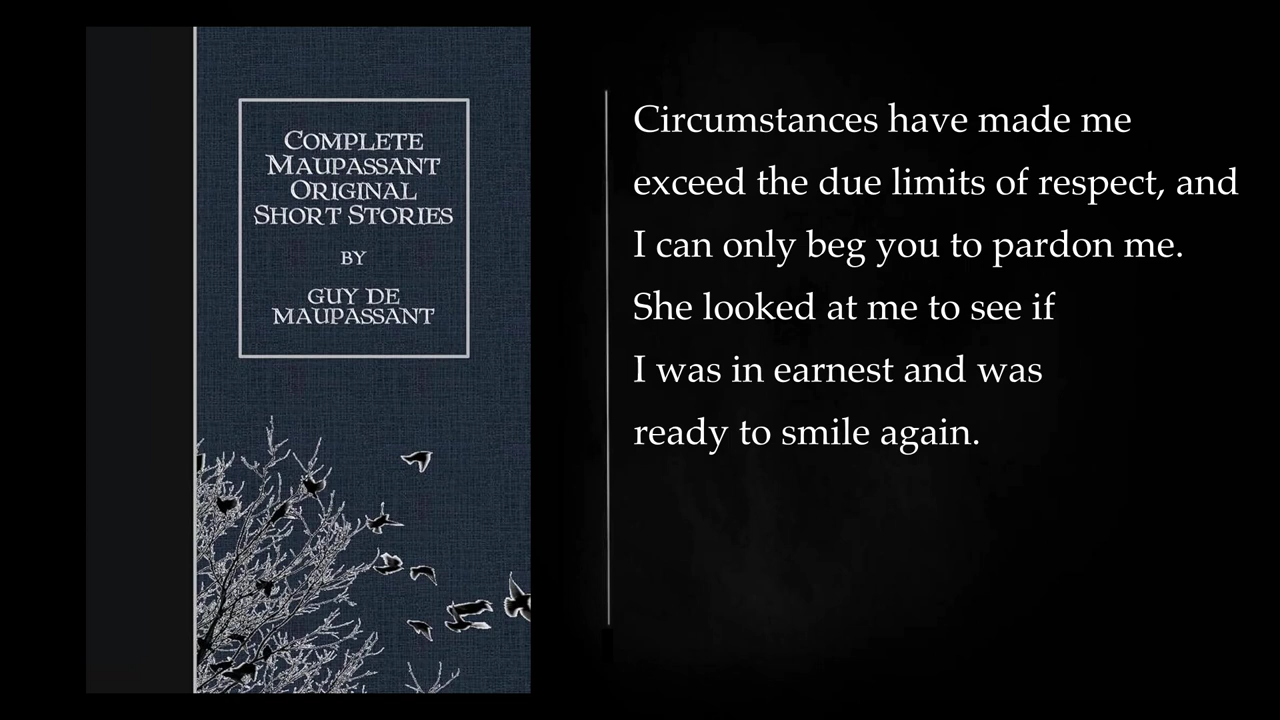 COMPLETE
MAUPASSANT
ORIGINAL
SHORT STORIES
BY
GUY DE
MAUPASSANT
Circumstances have made me
exceed the due limits of respect, and
I can only beg you to pardon me.
She looked at me to see if
I was in earnest and was
ready to smile again.